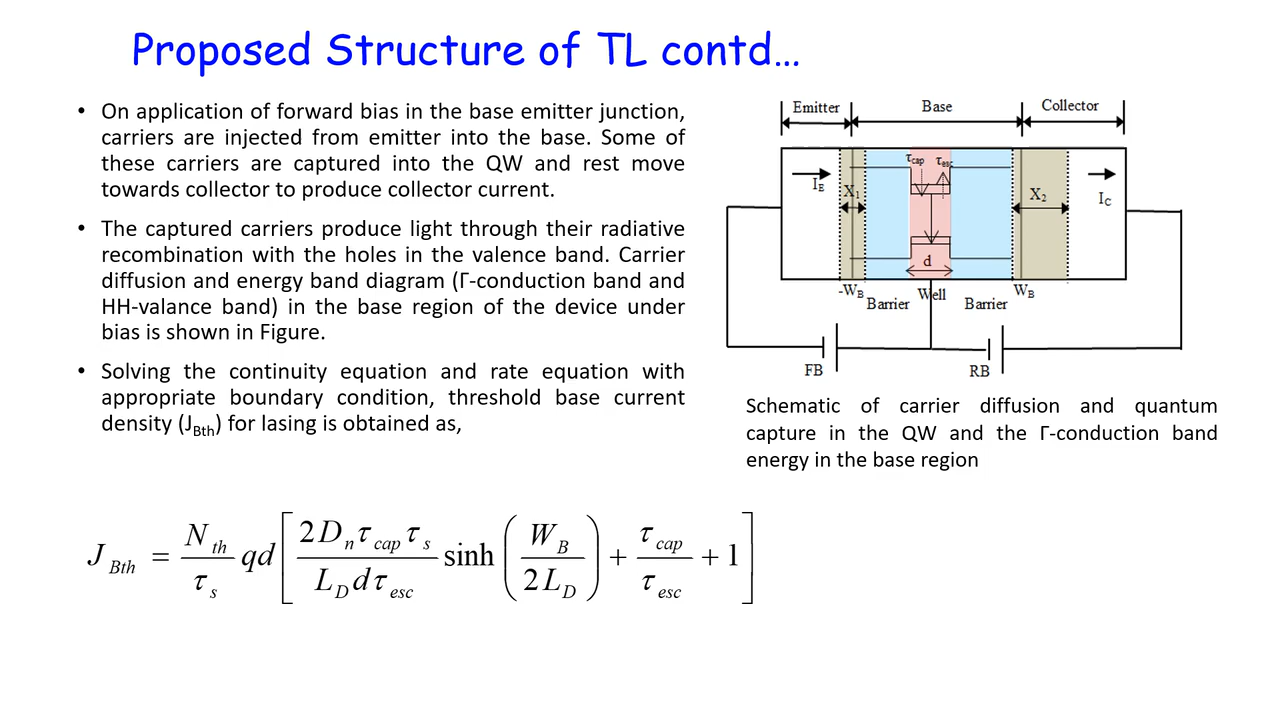 Proposed Structure of TL contd…
• On application of forward bias in the base emitter junction,
carriers are injected from emitter into the base. Some of
these carriers are captured into the QW and rest move
towards collector to produce collector current.
• The captured carriers produce light through their radiative
recombination with the holes in the valence band. Carrier
diffusion and energy band diagram (Γ-conduction band and
HH-valance band) in the base region of the device under
bias is shown in Figure.
• Solving the continuity equation and rate equation with
appropriate boundary condition, threshold base current
density (J_Bth) for lasing is obtained as,
J_Bth = N_th/τ_s qd [ 2D_n τ_cap τ_s / L_D d τ_esc sinh ( W_B / 2L_D ) + τ_cap / τ_esc + 1 ]
Emitter Base Collector
τ_cap τ_esc
I_E X_1 X_2 I_C
d
-W_B Well W_B
Barrier Barrier
FB RB
Schematic of carrier diffusion and quantum
capture in the QW and the Γ-conduction band
energy in the base region